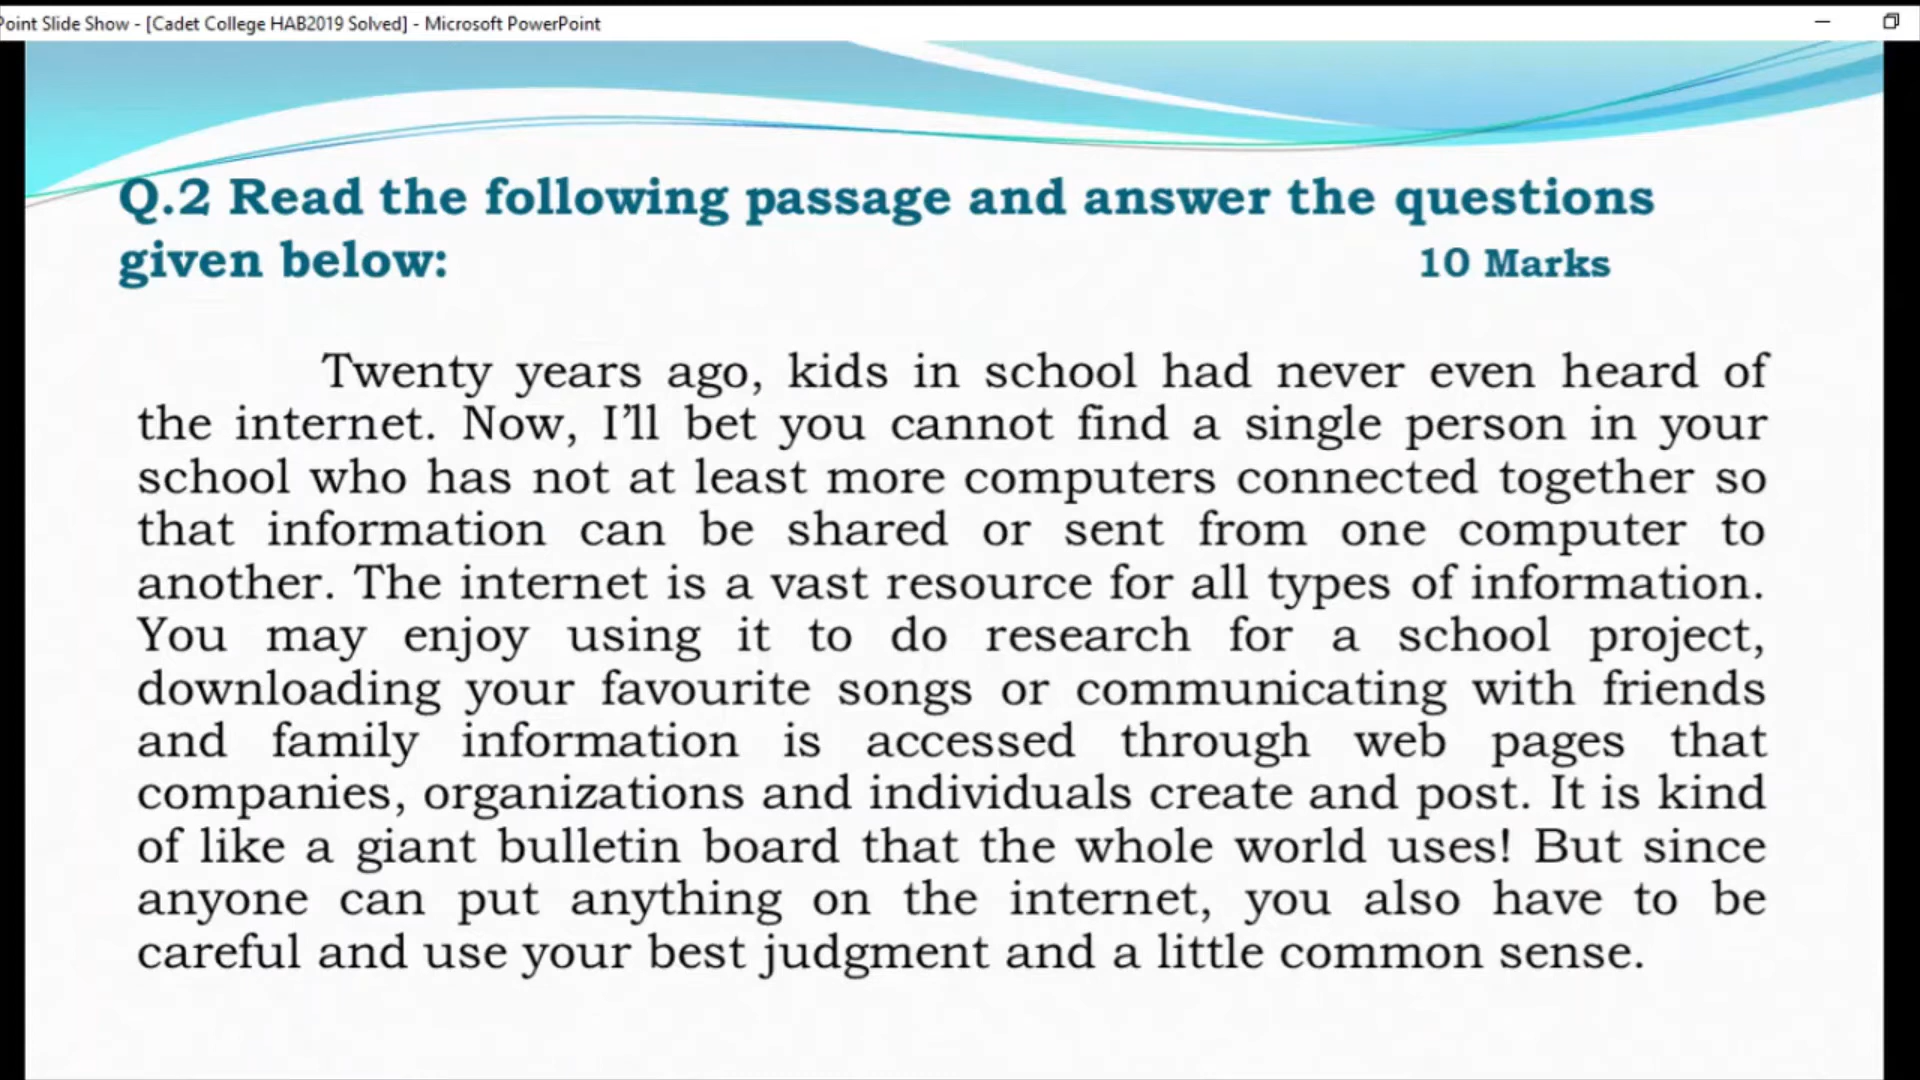 Point Slide Show - [Cadet College HAB2019 Solved] - Microsoft PowerPoint
Q.2 Read the following passage and answer the questions
given below: 10 Marks
Twenty years ago, kids in school had never even heard of
the internet. Now, I'll bet you cannot find a single person in your
school who has not at least more computers connected together so
that information can be shared or sent from one computer to
another. The internet is a vast resource for all types of information.
You may enjoy using it to do research for a school project,
downloading your favourite songs or communicating with friends
and family information is accessed through web pages that
companies, organizations and individuals create and post. It is kind
of like a giant bulletin board that the whole world uses! But since
anyone can put anything on the internet, you also have to be
careful and use your best judgment and a little common sense.